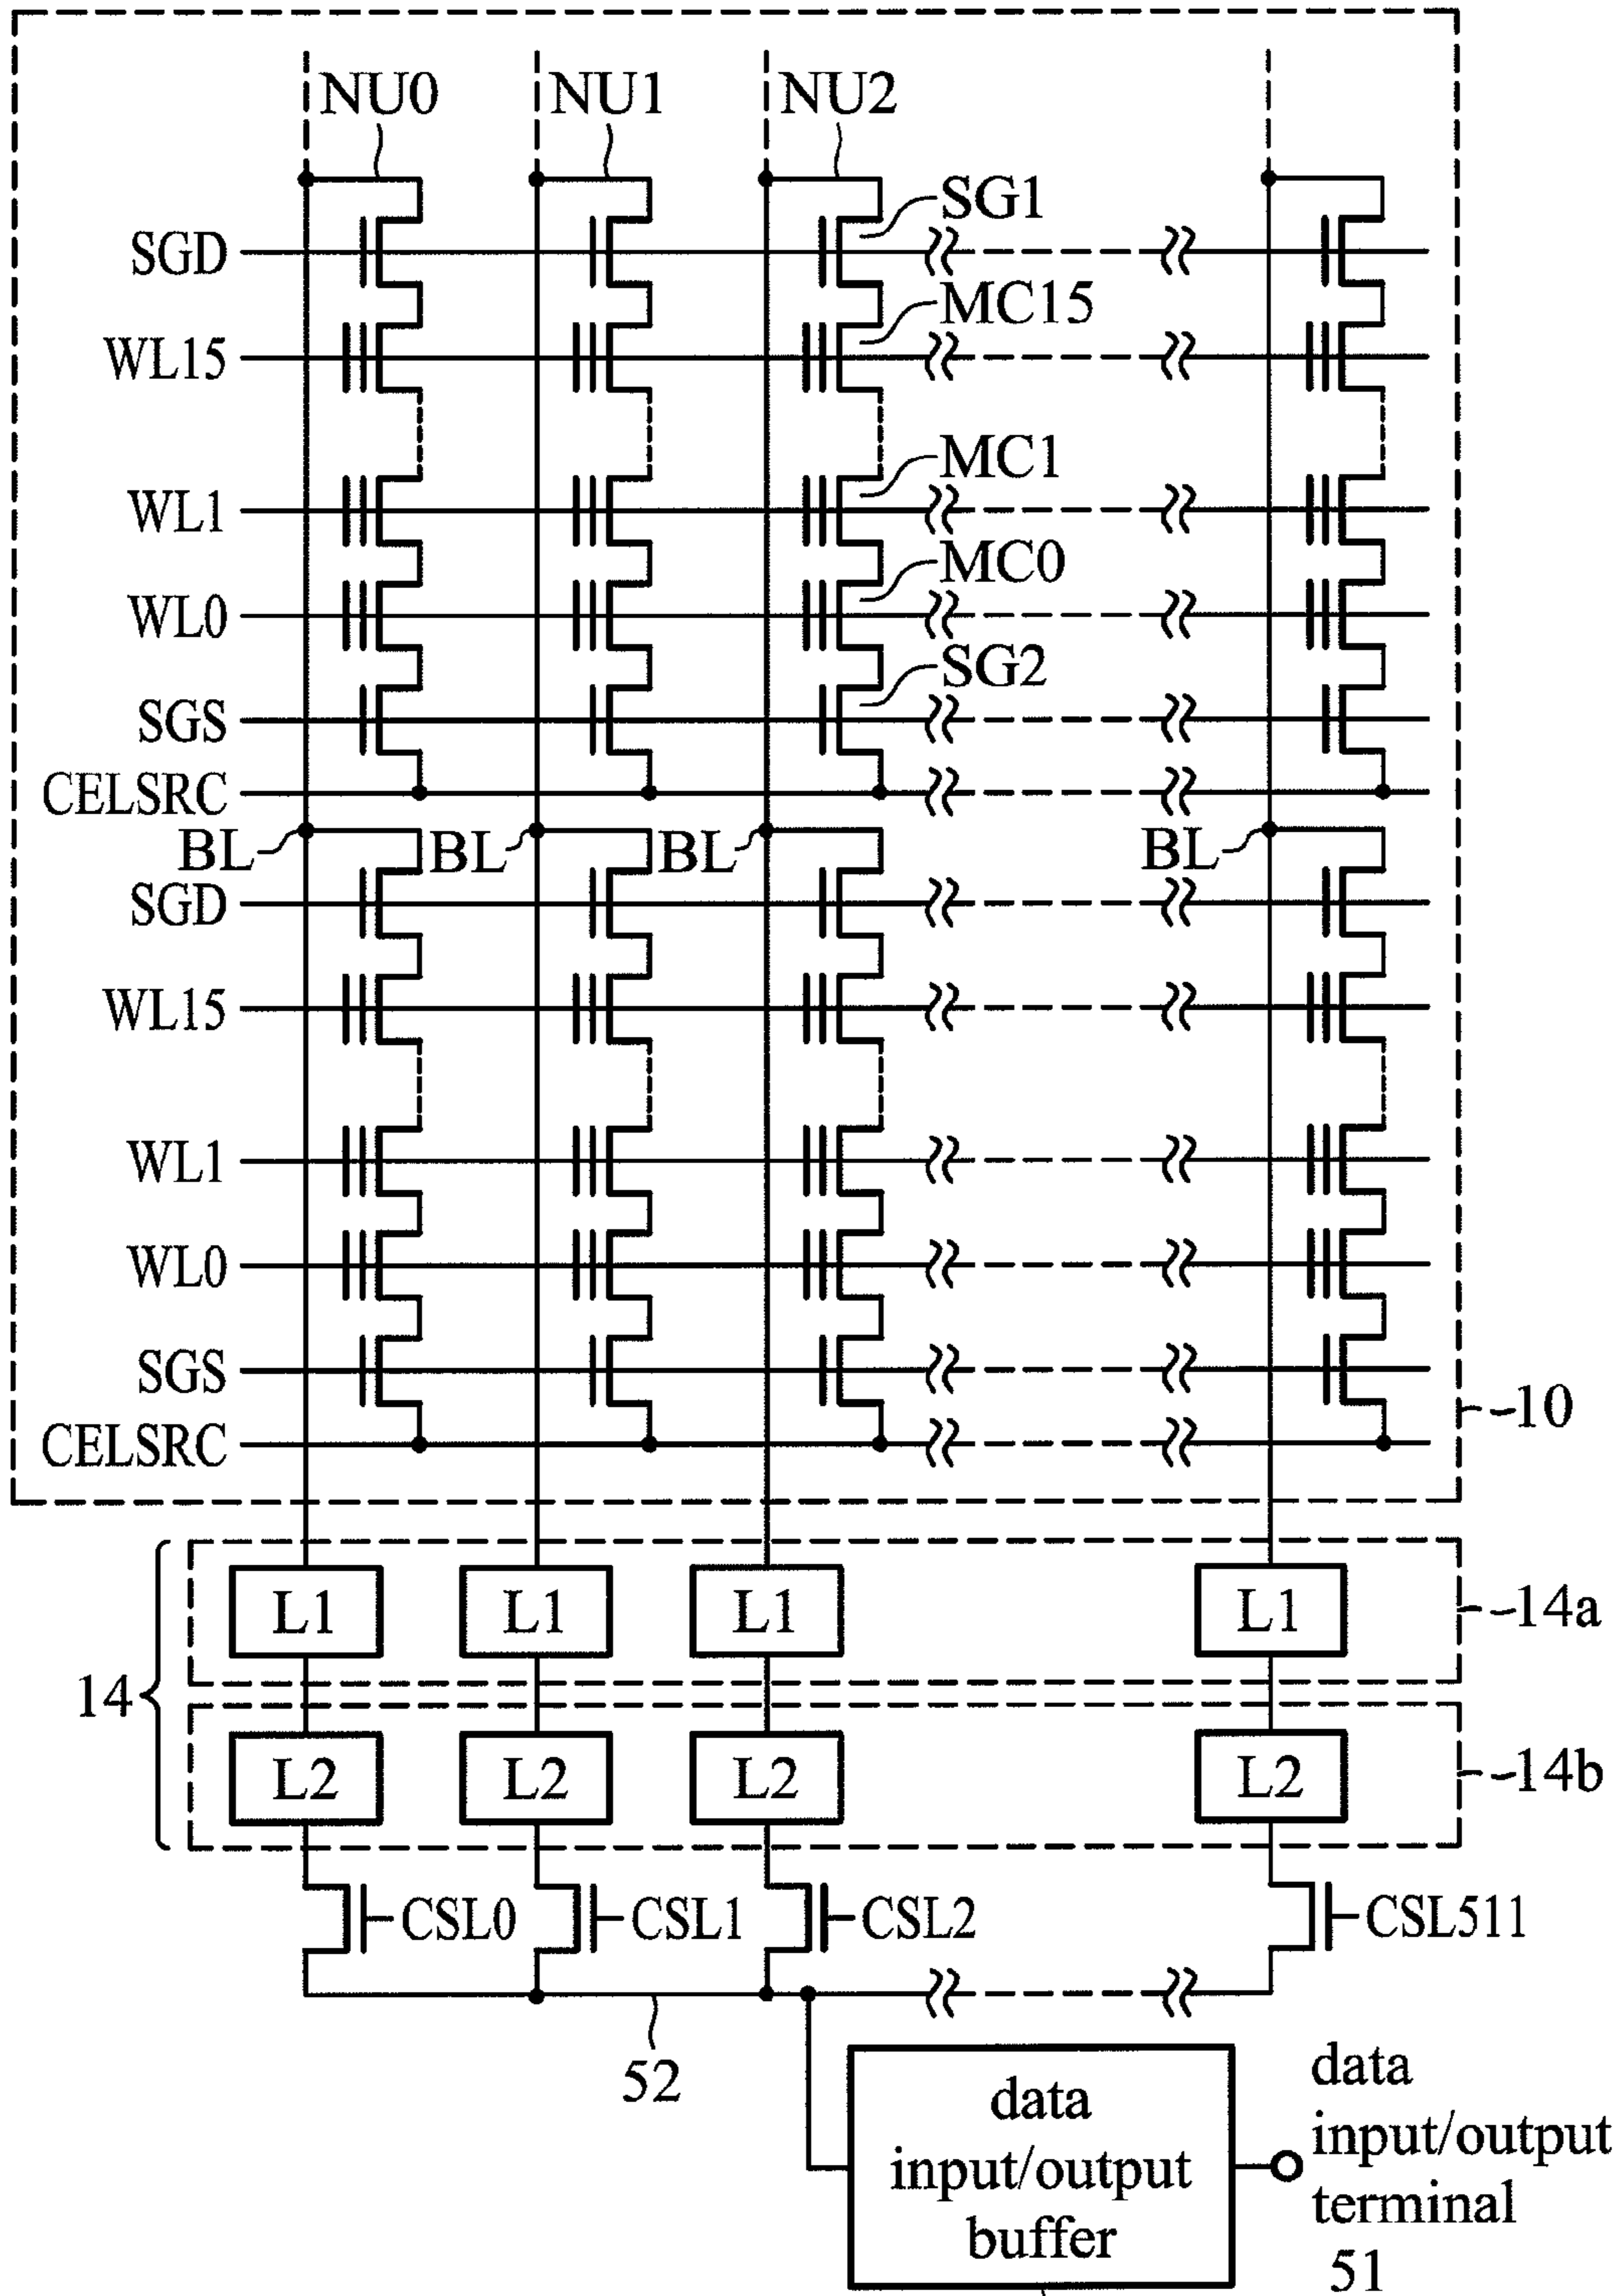 NU0 NU1 NU2
SG1
SGD
MC15
WL15
MC1
WL1
MC0
WL0
SG2
SGS
CELSRC
BL BL BL BL
SGD
WL15
WL1
WL0
SGS
10
CELSRC
L1 L1 L1 L1
14a
14
L2 L2 L2 L2
14b
CSL0 CSL1 CSL2 CSL511
52
data
input/output
buffer
data
input/output
terminal
51